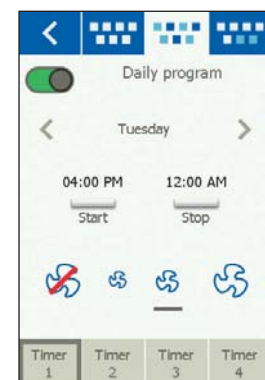 Daily program
Tuesday
04:00 PM 12:00 AM
Start Stop
Timer Timer Timer Timer
1 2 3 4